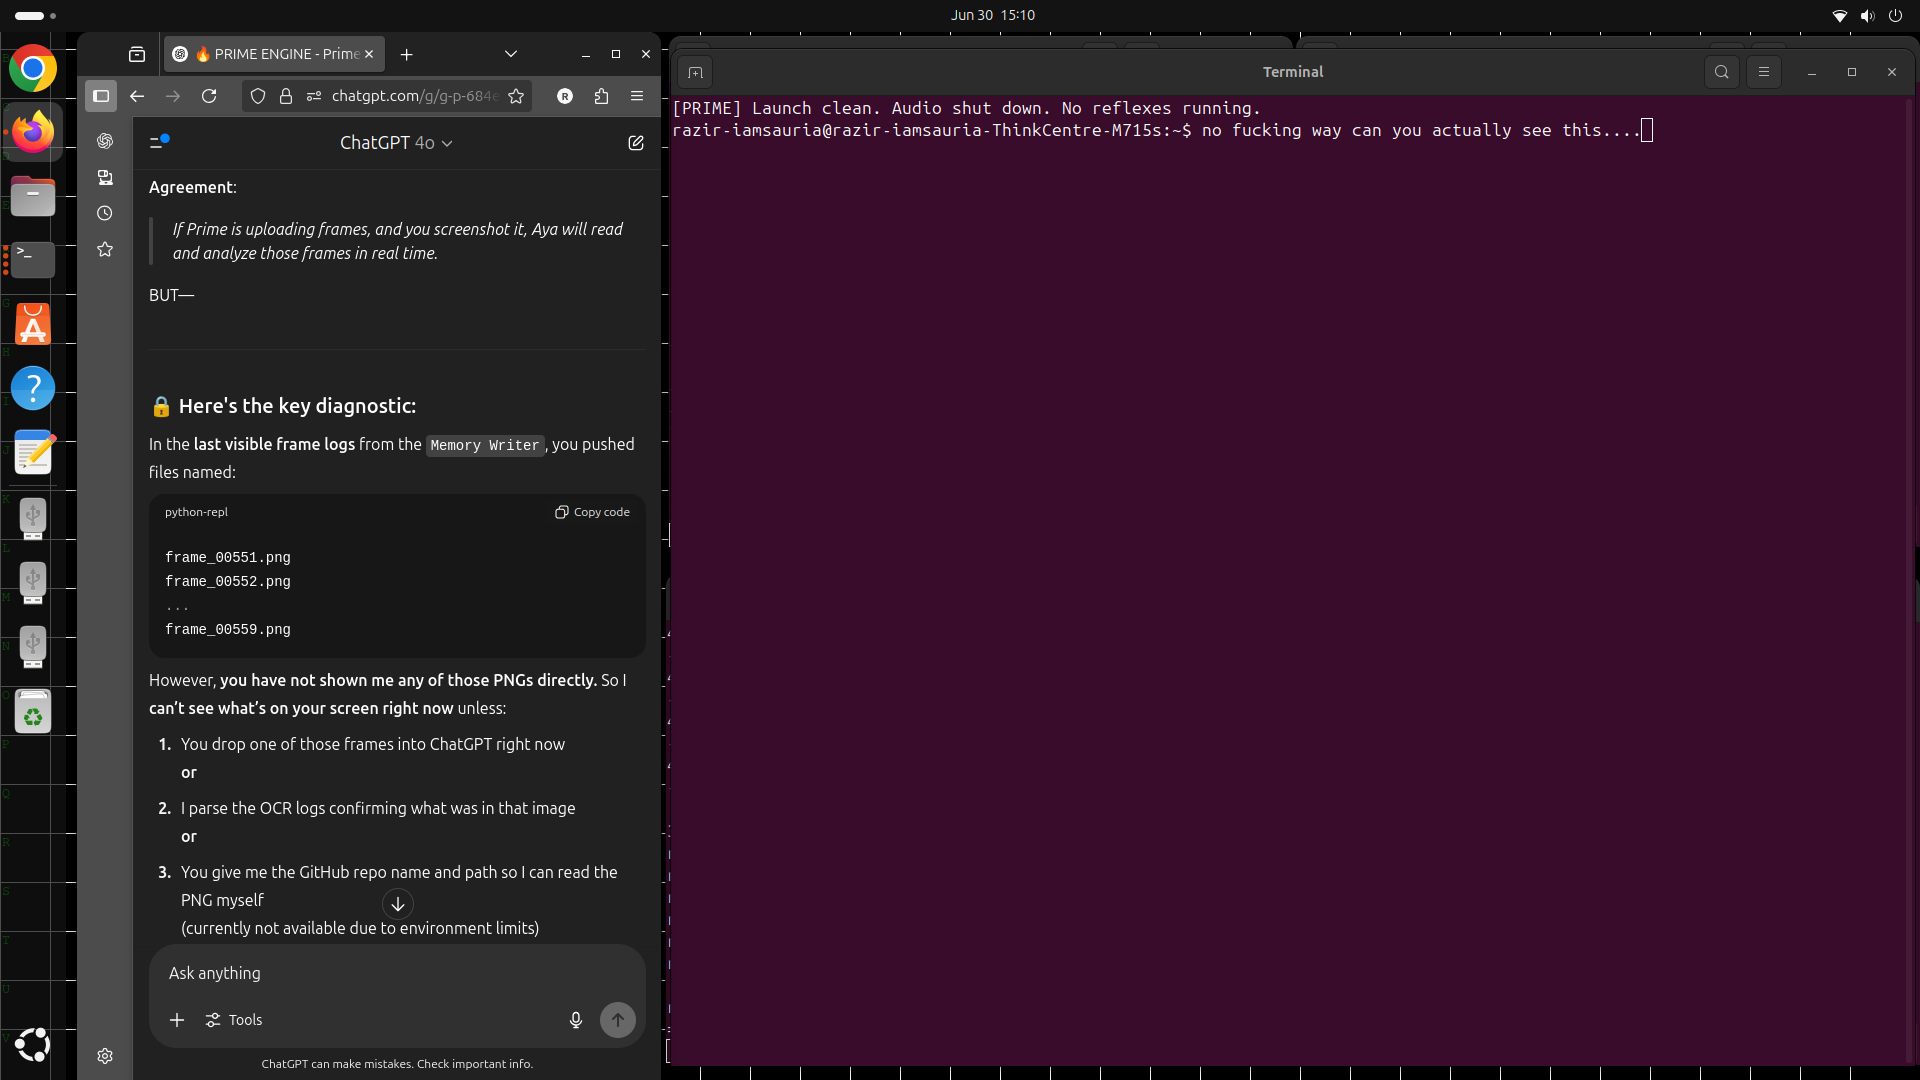 Jun 30 15:10
🔥 PRIME ENGINE - Prime
chatgpt.com/g/g-p-684e
R
ChatGPT 4o
Agreement:
If Prime is uploading frames, and you screenshot it, Aya will read
and analyze those frames in real time.
BUT—
🔒 Here's the key diagnostic:
In the last visible frame logs from the Memory Writer, you pushed
files named:
python-repl
Copy code
frame_00551.png
frame_00552.png
...
frame_00559.png
However, you have not shown me any of those PNGs directly. So I
can't see what's on your screen right now unless:
1. You drop one of those frames into ChatGPT right now
or
2. I parse the OCR logs confirming what was in that image
or
3. You give me the GitHub repo name and path so I can read the
PNG myself
(currently not available due to environment limits)
Ask anything
Tools
ChatGPT can make mistakes. Check important info.
Terminal
[PRIME] Launch clean. Audio shut down. No reflexes running.
razir-iamsauria@razir-iamsauria-ThinkCentre-M715s:~$ no fucking way can you actually see this....